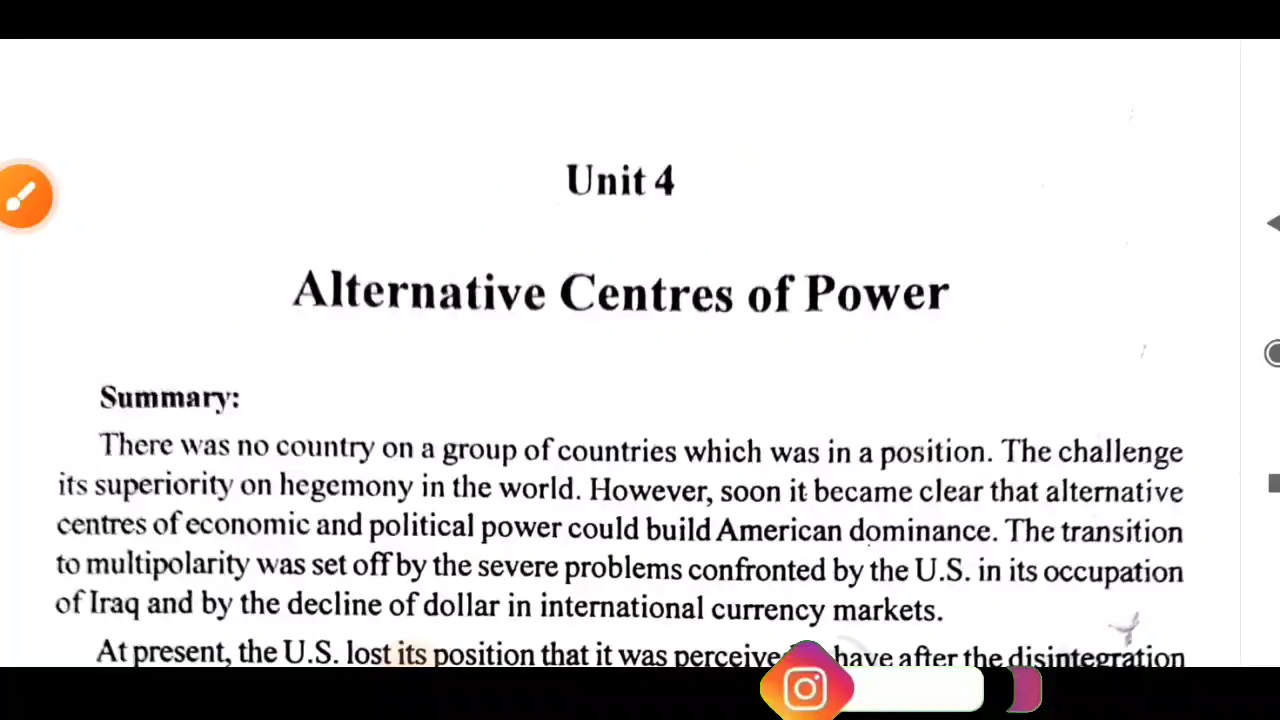 Unit 4
Alternative Centres of Power
Summary:
There was no country on a group of countries which was in a position. The challenge
its superiority on hegemony in the world. However, soon it became clear that alternative
centres of economic and political power could build American dominance. The transition
to multipolarity was set off by the severe problems confronted by the U.S. in its occupation
of Iraq and by the decline of dollar in international currency markets.
At present, the U.S. lost its position that it was perceived have after the disintegration